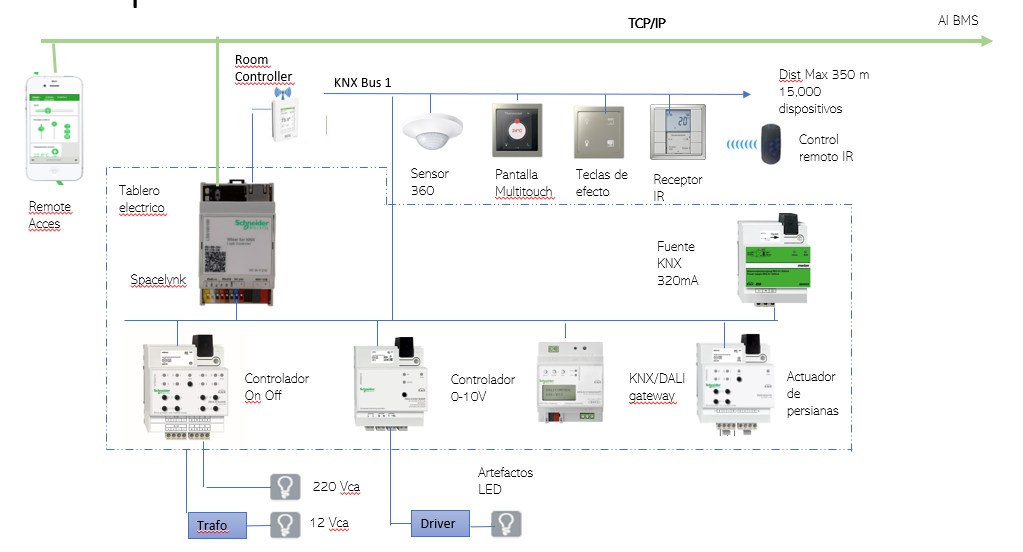 TCP/IP
Al BMS
Room
Controller
KNX Bus 1
Dist Max 350 m
15,000
dispositivos
Control
remoto IR
Sensor
360
Pantalla
Multitouch
Teclas de
efecto
Receptor
IR
Remote
Acces
Tablero
electrico
Schneider
Spacelynk
Fuente
KNX
320mA
Controlador
On Off
Controlador
0-10V
KNX/DALI
gateway
Actuador
de
persianas
220 Vca
Artefactos
LED
Trafo
12 Vca
Driver